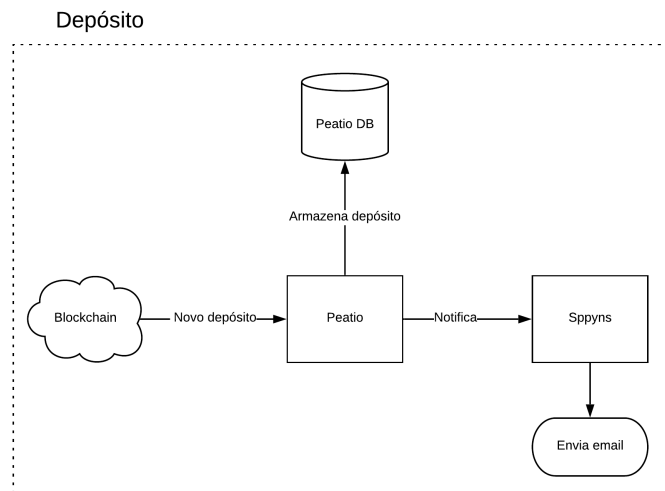 Depósito
Peatio DB
Armazena depósito
Blockchain
Novo depósito
Peatio
Notifica
Sppyns
Envia email